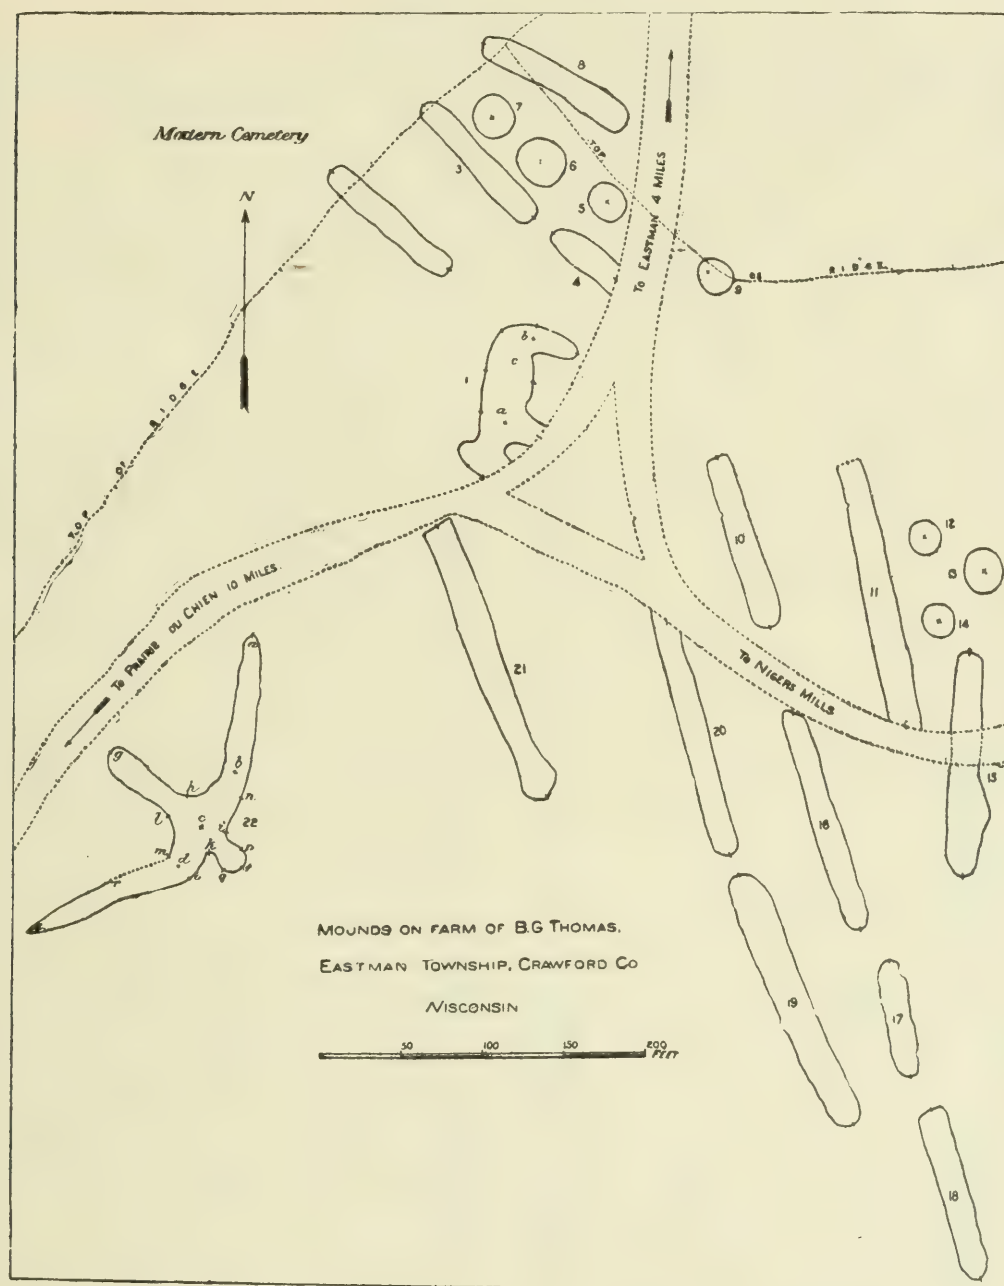 Modern Cemetery
N
8
7
TOP
3
6
5
4
TO EASTMAN 4 MILES
9
OF
RIDGE
b
c
1
a
TOP OF RIDGE
10
12
13
11
14
TO PRAIRIE DU CHIEN 10 MILES.
21
TO NIGERS MILLS
20
15
g
b
h
n
l
c
22
m
d
k
16
MOUNDS ON FARM OF B.G THOMAS,
EASTMAN TOWNSHIP, CRAWFORD CO
WISCONSIN
50 100 150 200
FEET
19
17
18